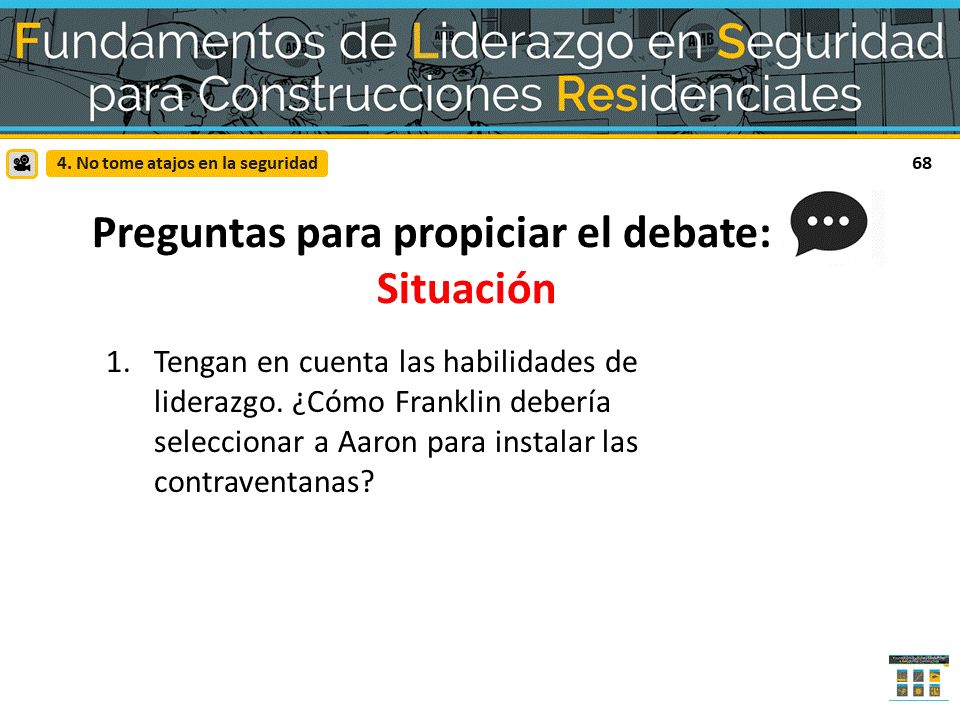 Fundamentos de Liderazgo en Seguridad
para Construcciones Residenciales
4. No tome atajos en la seguridad
68
Preguntas para propiciar el debate:
Situación
1. Tengan en cuenta las habilidades de
liderazgo. ¿Cómo Franklin debería
seleccionar a Aaron para instalar las
contraventanas?